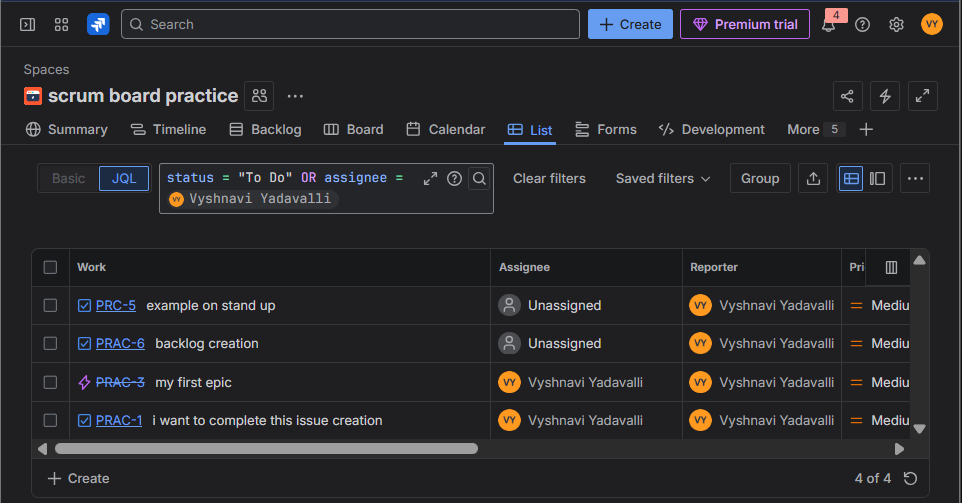 Search
Create
Premium trial
4
VY
Spaces
scrum board practice
Summary
Timeline
Backlog
Board
Calendar
List
Forms
Development
More 5
Basic
JQL
status = "To Do" OR assignee =
VY Vyshnavi Yadavalli
Clear filters
Saved filters
Group
Work Assignee Reporter Pri
PRC-5 example on stand up Unassigned VY Vyshnavi Yadavalli Mediu
PRAC-6 backlog creation Unassigned VY Vyshnavi Yadavalli Mediu
PRAC-3 my first epic VY Vyshnavi Yadavalli VY Vyshnavi Yadavalli Mediu
PRAC-1 i want to complete this issue creation VY Vyshnavi Yadavalli VY Vyshnavi Yadavalli Mediu
Create
4 of 4